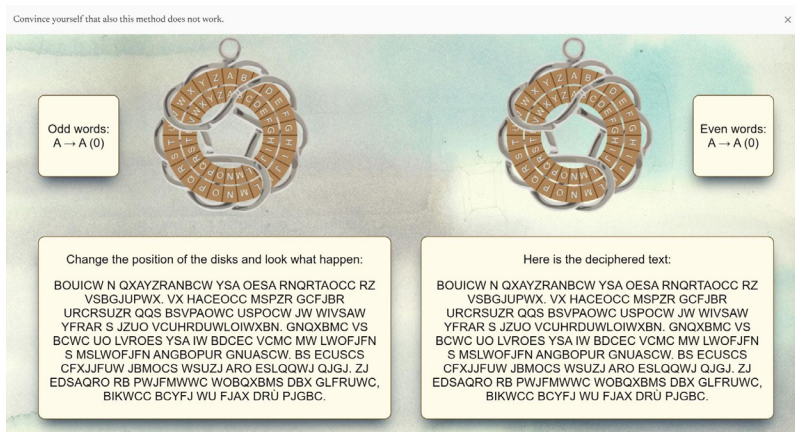 Convince yourself that also this method does not work.
×
Odd words:
A → A (0)
Even words:
A → A (0)
Change the position of the disks and look what happen:
BOUICW N QXAYZRANBCW YSA OESA RNQRTAOCC RZ
VSBGJUPWX. VX HACEOCC MSPZR GCFJBR
URCRSUZR QQS BSVPAOWC USPOCW JW WIVSAW
YFRAR S JZUO VCUHRDUWLOIWXBN. GNQXBMC VS
BCWC UO LVROES YSA IW BDCEC VCMC MW LWOFJFN
S MSLWOFJFN ANGBOPUR GNUASCW. BS ECUSCS
CFXJJFUW JBMOCS WSUZJ ARO ESLQQWJ QJGJ. ZJ
EDSAQRO RB PWJFMWWC WOBQXBMS DBX GLFRUWC,
BIKWCC BCYFJ WU FJAX DRÙ PJGBC.
Here is the deciphered text:
BOUICW N QXAYZRANBCW YSA OESA RNQRTAOCC RZ
VSBGJUPWX. VX HACEOCC MSPZR GCFJBR
URCRSUZR QQS BSVPAOWC USPOCW JW WIVSAW
YFRAR S JZUO VCUHRDUWLOIWXBN. GNQXBMC VS
BCWC UO LVROES YSA IW BDCEC VCMC MW LWOFJFN
S MSLWOFJFN ANGBOPUR GNUASCW. BS ECUSCS
CFXJJFUW JBMOCS WSUZJ ARO ESLQQWJ QJGJ. ZJ
EDSAQRO RB PWJFMWWC WOBQXBMS DBX GLFRUWC,
BIKWCC BCYFJ WU FJAX DRÙ PJGBC.